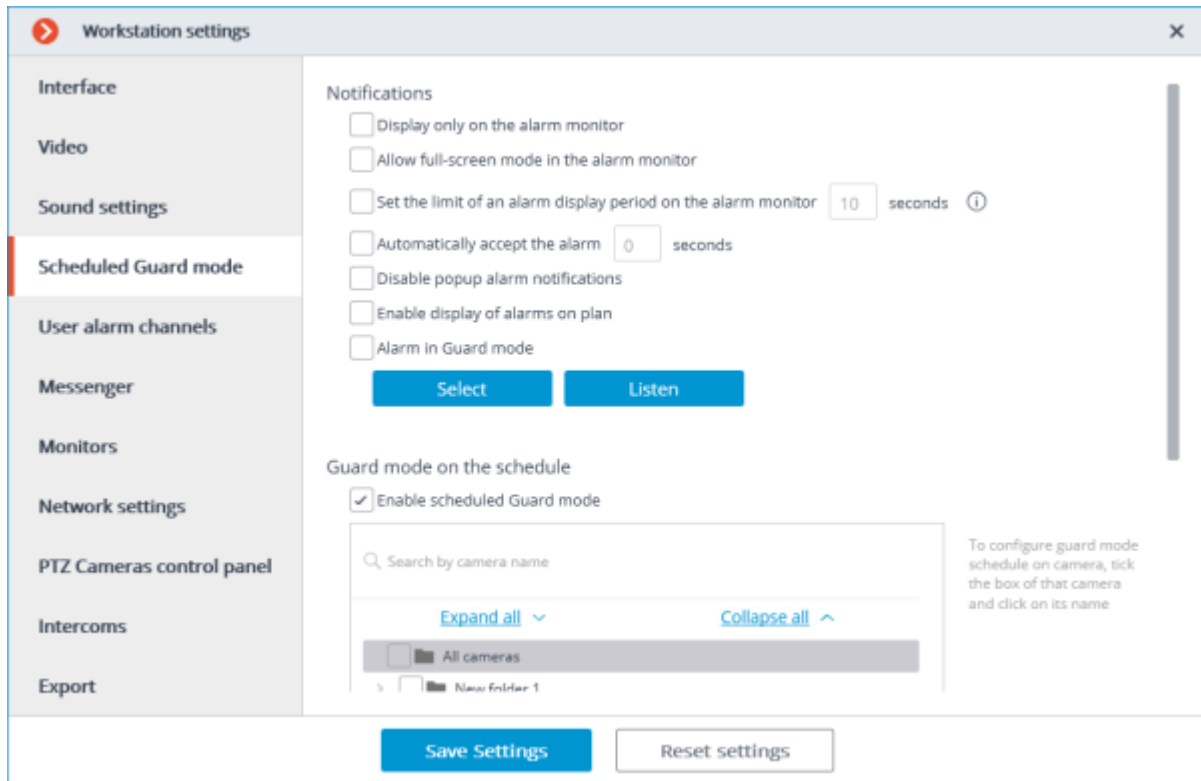 Workstation settings
Interface
Video
Sound settings
Scheduled Guard mode
User alarm channels
Messenger
Monitors
Network settings
PTZ Cameras control panel
Intercoms
Export
Notifications
Display only on the alarm monitor
Allow full-screen mode in the alarm monitor
Set the limit of an alarm display period on the alarm monitor 10 seconds
Automatically accept the alarm 0 seconds
Disable popup alarm notifications
Enable display of alarms on plan
Alarm in Guard mode
Select Listen
Guard mode on the schedule
Enable scheduled Guard mode
Search by camera name
Expand all Collapse all
All cameras
New folder 1
To configure guard mode
schedule on camera, tick
the box of that camera
and click on its name
Save Settings Reset settings